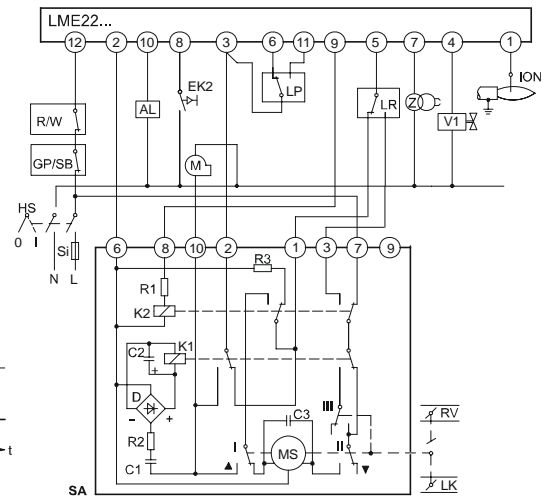 LME22...
12 2 10 8 3 6 11 9 5 7 4 1
ION
EK2
LP
R/W
AL
LR
Z
V1
GP/SB
M
HS
0 I
Si
N L
6 8 10 2 1 3 7 9
R3
R1
K2
K1
C2
+
D
- +
III
C3
RV
R2
I
MS
II
t
C1
LK
SA